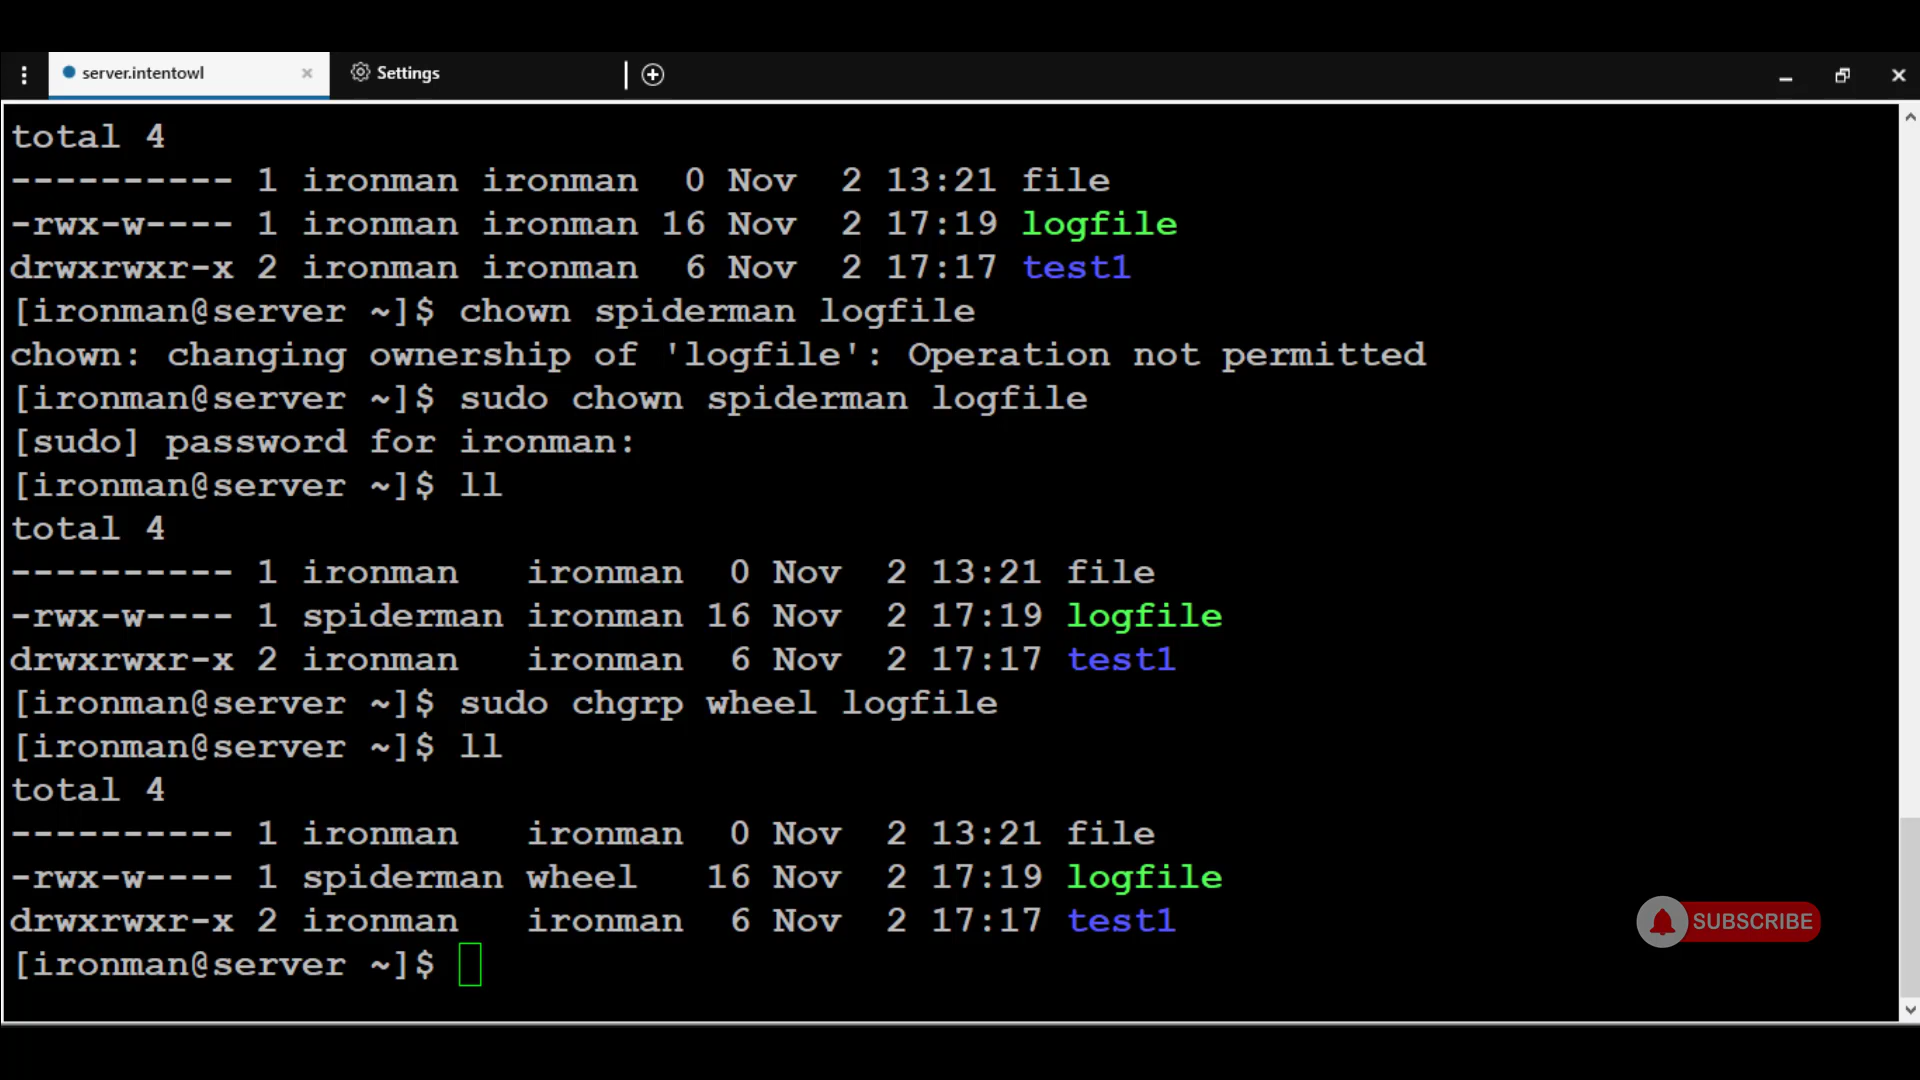 server.intentowl
Settings
total 4
---------- 1 ironman ironman  0 Nov  2 13:21 file
-rwx-w---- 1 ironman ironman 16 Nov  2 17:19 logfile
drwxrwxr-x 2 ironman ironman  6 Nov  2 17:17 test1
[ironman@server ~]$ chown spiderman logfile
chown: changing ownership of 'logfile': Operation not permitted
[ironman@server ~]$ sudo chown spiderman logfile
[sudo] password for ironman:
[ironman@server ~]$ ll
total 4
---------- 1 ironman   ironman  0 Nov  2 13:21 file
-rwx-w---- 1 spiderman ironman 16 Nov  2 17:19 logfile
drwxrwxr-x 2 ironman   ironman  6 Nov  2 17:17 test1
[ironman@server ~]$ sudo chgrp wheel logfile
[ironman@server ~]$ ll
total 4
---------- 1 ironman   ironman  0 Nov  2 13:21 file
-rwx-w---- 1 spiderman wheel   16 Nov  2 17:19 logfile
drwxrwxr-x 2 ironman   ironman  6 Nov  2 17:17 test1
[ironman@server ~]$
SUBSCRIBE